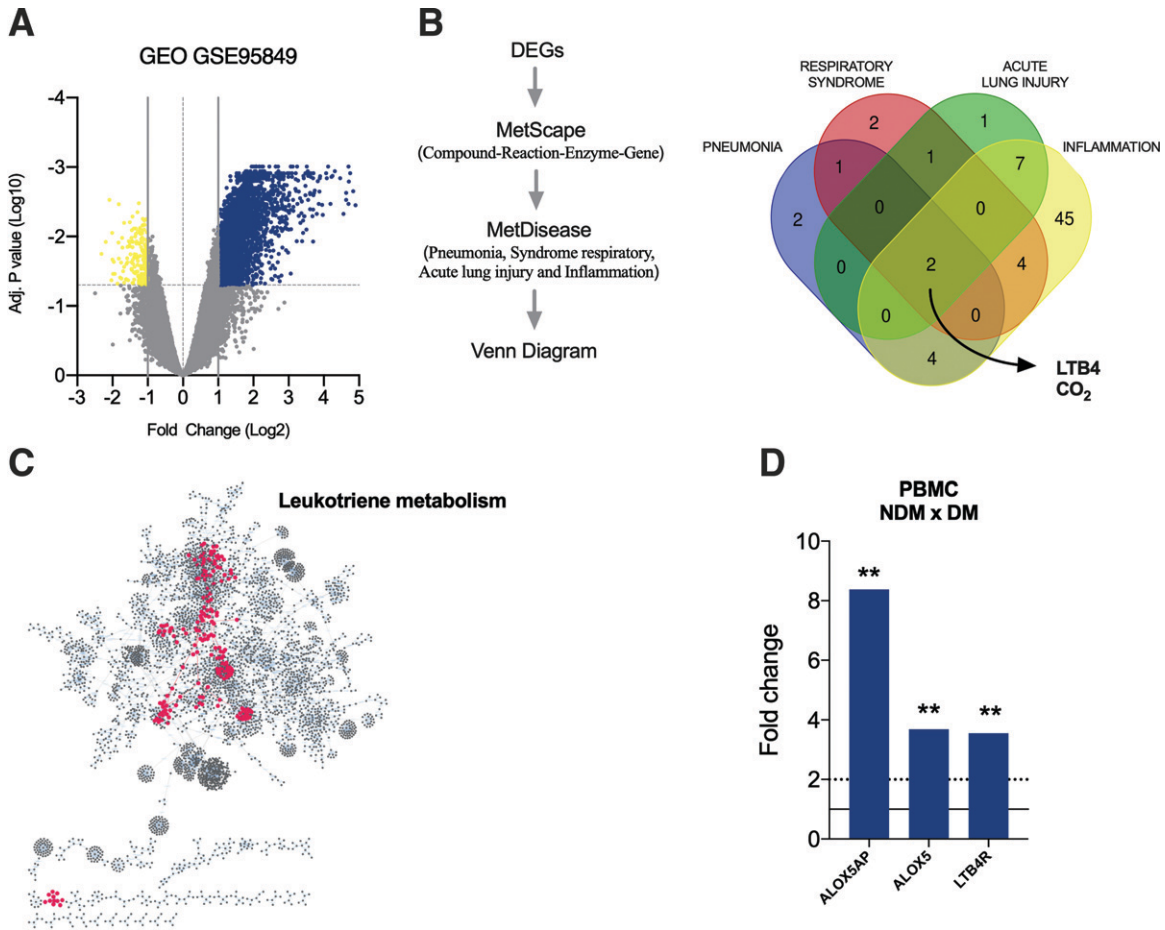 A
GEO GSE95849
Adj. P value (Log10)
-4
-3
-2
-1
0
-3
-2
-1
0
1
2
3
4
5
Fold Change (Log2)
B
DEGs
MetScape
(Compound-Reaction-Enzyme-Gene)
MetDisease
(Pneumonia, Syndrome respiratory,
Acute lung injury and Inflammation)
Venn Diagram
RESPIRATORY
SYNDROME
ACUTE
LUNG INJURY
PNEUMONIA
INFLAMMATION
2
1
1
1
7
2
0
0
45
0
2
4
0
0
4
LTB4
CO2
C
Leukotriene metabolism
D
PBMC
NDM x DM
Fold change
10
8
6
4
2
0
**
**
**
ALOX5AP
ALOX5
LTB4R